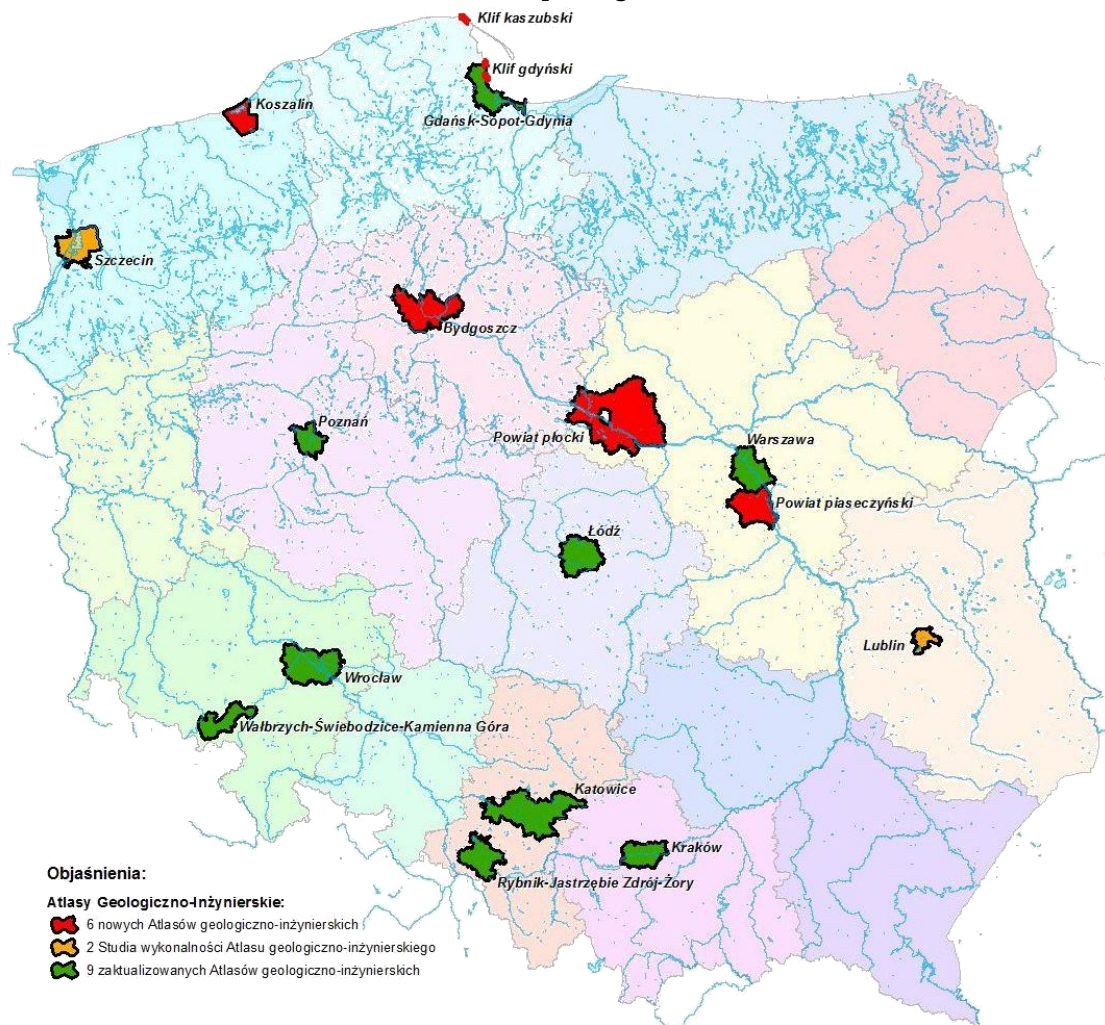 Klif kaszubski
Klif gdyński
Koszalin
Gdańsk-Sopot-Gdynia
Szczecin
Bydgoszcz
Poznań
Powiat płocki
Warszawa
Powiat piaseczyński
Łódź
Lublin
Wrocław
Wałbrzych-Świebodzice-Kamienna Góra
Katowice
Kraków
Rybnik-Jastrzębie Zdrój-Żory
Objaśnienia:
Atlasy Geologiczno-Inżynierskie:
6 nowych Atlasów geologiczno-inżynierskich
2 Studia wykonalności Atlasu geologiczno-inżynierskiego
9 zaktualizowanych Atlasów geologiczno-inżynierskich